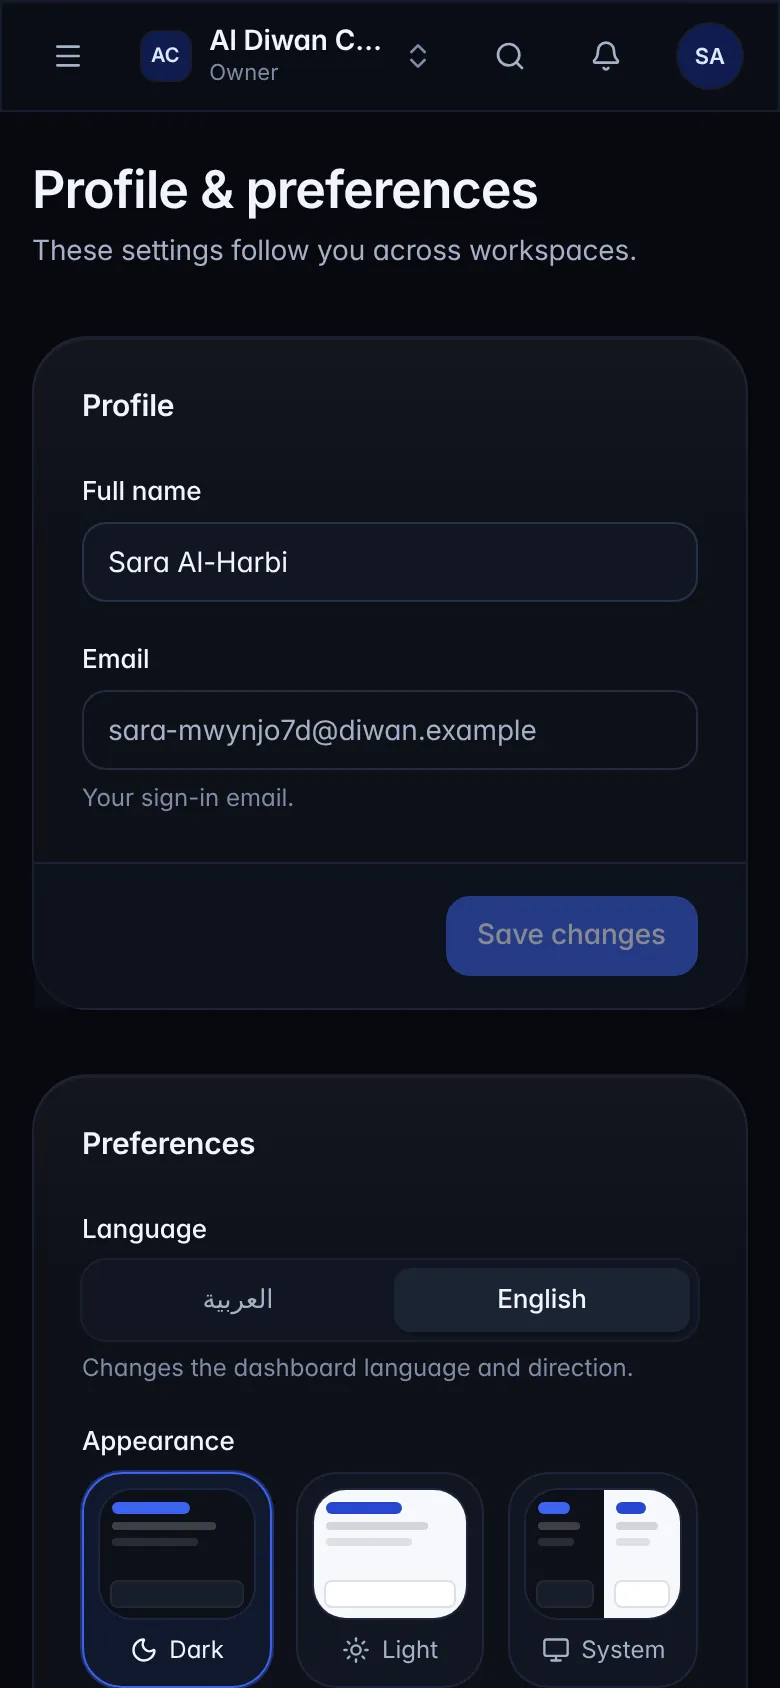 AC
Al Diwan C...
Owner
SA
Profile & preferences
These settings follow you across workspaces.
Profile
Full name
Sara Al-Harbi
Email
sara-mwynjo7d@diwan.example
Your sign-in email.
Save changes
Preferences
Language
العربية
English
Changes the dashboard language and direction.
Appearance
Dark
Light
System